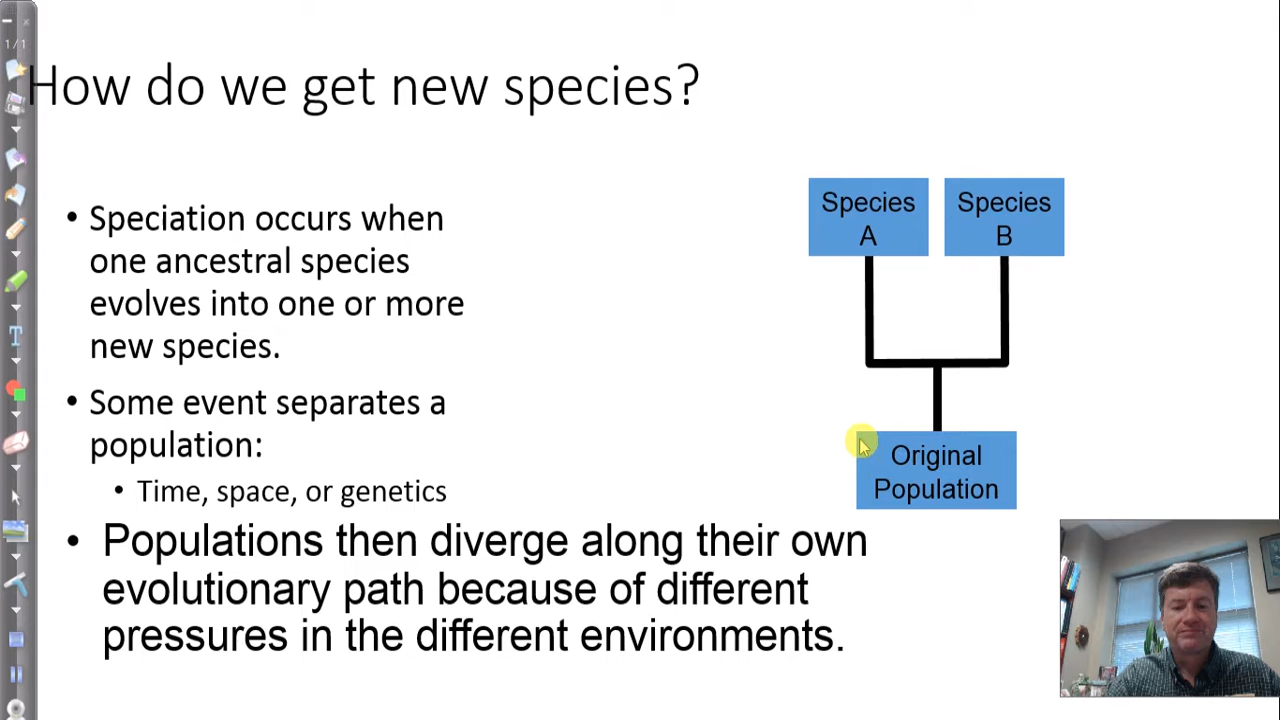 1/1
How do we get new species?
• Speciation occurs when
one ancestral species
evolves into one or more
new species.
• Some event separates a
population:
• Time, space, or genetics
• Populations then diverge along their own
evolutionary path because of different
pressures in the different environments.
Species
A
Species
B
Original
Population
T